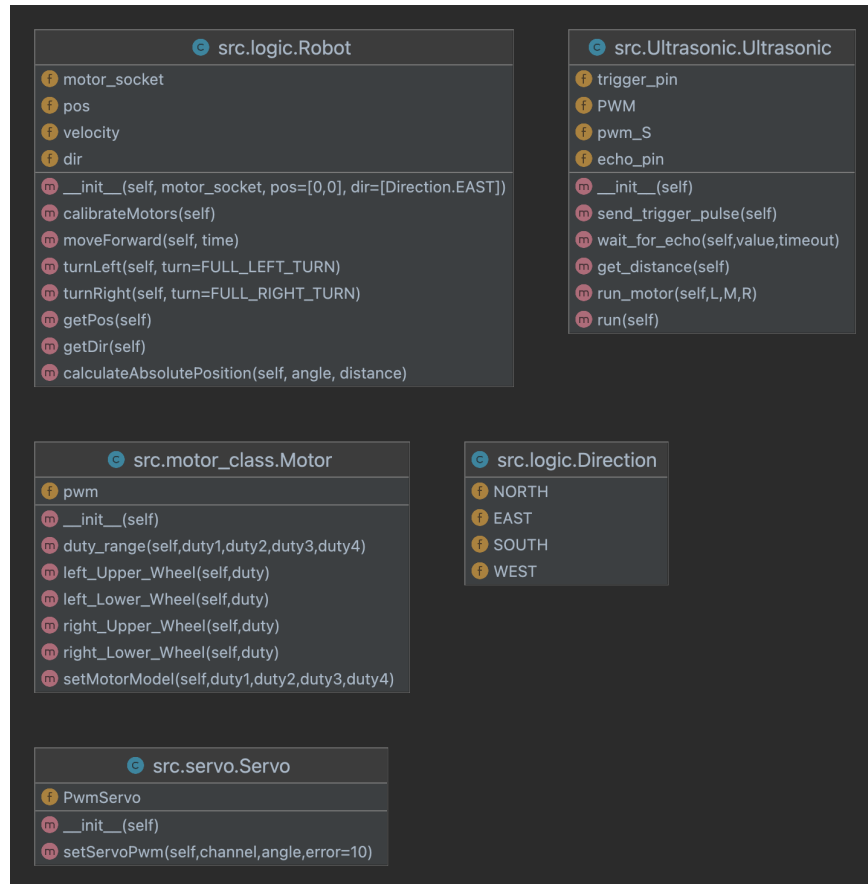 src.logic.Robot
motor_socket
pos
velocity
dir
__init__(self, motor_socket, pos=[0,0], dir=[Direction.EAST])
calibrateMotors(self)
moveForward(self, time)
turnLeft(self, turn=FULL_LEFT_TURN)
turnRight(self, turn=FULL_RIGHT_TURN)
getPos(self)
getDir(self)
calculateAbsolutePosition(self, angle, distance)
src.Ultrasonic.Ultrasonic
trigger_pin
PWM
pwm_S
echo_pin
__init__(self)
send_trigger_pulse(self)
wait_for_echo(self,value,timeout)
get_distance(self)
run_motor(self,L,M,R)
run(self)
src.motor_class.Motor
pwm
__init__(self)
duty_range(self,duty1,duty2,duty3,duty4)
left_Upper_Wheel(self,duty)
left_Lower_Wheel(self,duty)
right_Upper_Wheel(self,duty)
right_Lower_Wheel(self,duty)
setMotorModel(self,duty1,duty2,duty3,duty4)
src.logic.Direction
NORTH
EAST
SOUTH
WEST
src.servo.Servo
PwmServo
__init__(self)
setServoPwm(self,channel,angle,error=10)